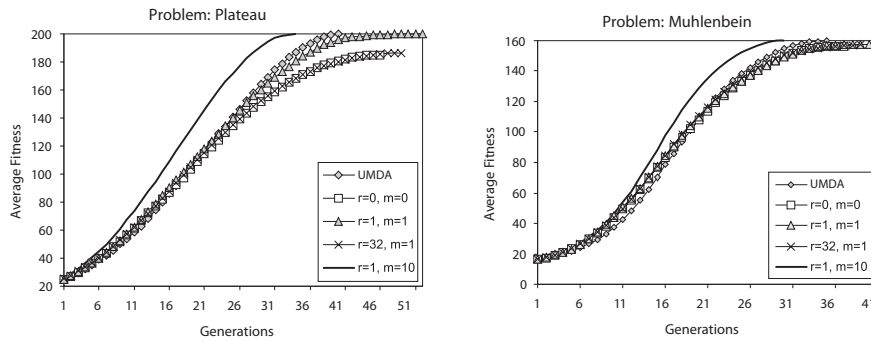 Problem: Plateau
200
180
160
140
120
100
80
60
40
20
Average Fitness
1 6 11 16 21 26 31 36 41 46 51
Generations
UMDA
r=0, m=0
r=1, m=1
r=32, m=1
r=1, m=10
Problem: Muhlenbein
160
140
120
100
80
60
40
20
0
Average Fitness
1 6 11 16 21 26 31 36 41
Generations
UMDA
r=0, m=0
r=1, m=1
r=32, m=1
r=1, m=10